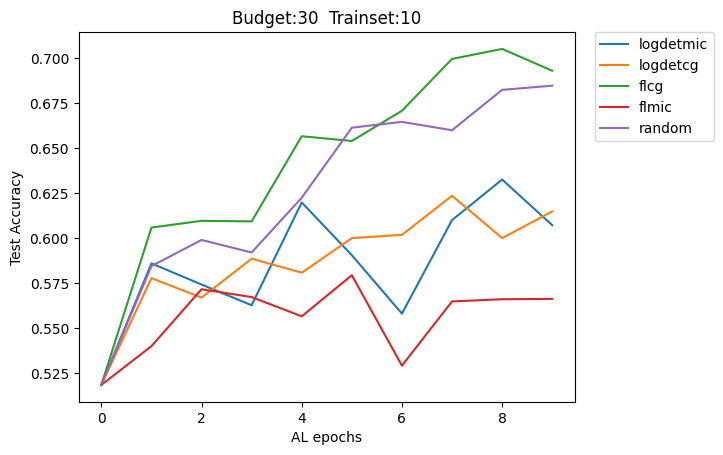 Budget:30  Trainset:10
Test Accuracy
0.700
0.675
0.650
0.625
0.600
0.575
0.550
0.525
0
2
4
6
8
AL epochs
logdetmic
logdetcg
flcg
flmic
random